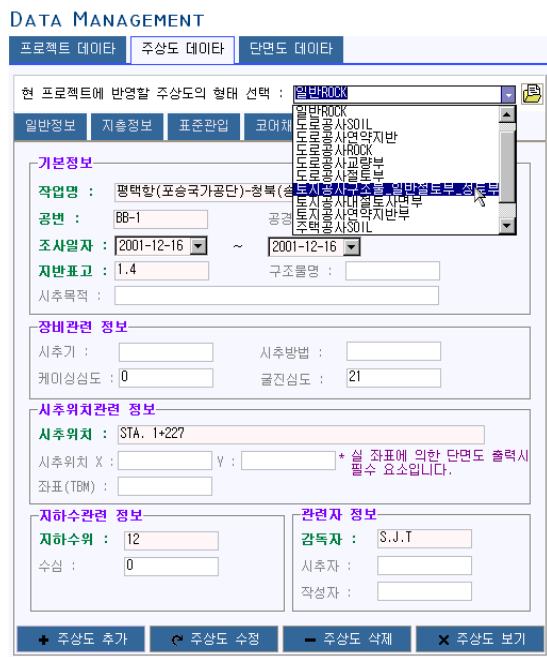 DATA MANAGEMENT
프로젝트 데이타 주상도 데이타 단면도 데이타
현 프로젝트에 반영할 주상도의 형태 선택 : 일반ROCK
일반ROCK
도로공사SOIL
도로공사연약지반
도로공사ROCK
도로공사교량부
도로공사절토부
토지공사구조물_일반절토부_성토부
토지공사대절토사면부
토지공사연약지반부
주택공사SOIL
일반정보 지층정보 표준관입 코어채
기본정보
작업명 : 평택항(포승국가공단)-청북(송
공번 : BB-1 공경
조사일자 : 2001-12-16 ~ 2001-12-16
지반표고 : 1.4 구조물명 :
시추목적 :
장비관련 정보
시추기 : 시추방법 :
케이싱심도 : 0 굴진심도 : 21
시추위치관련 정보
시추위치 : STA. 1+227
시추위치 X : Y : * 실 좌표에 의한 단면도 출력시
필수 요소입니다.
좌표(TBM) :
지하수관련 정보
지하수위 : 12
수심 : 0
관련자 정보
감독자 : S.J.T
시추자 :
작성자 :
주상도 추가 주상도 수정 주상도 삭제 주상도 보기